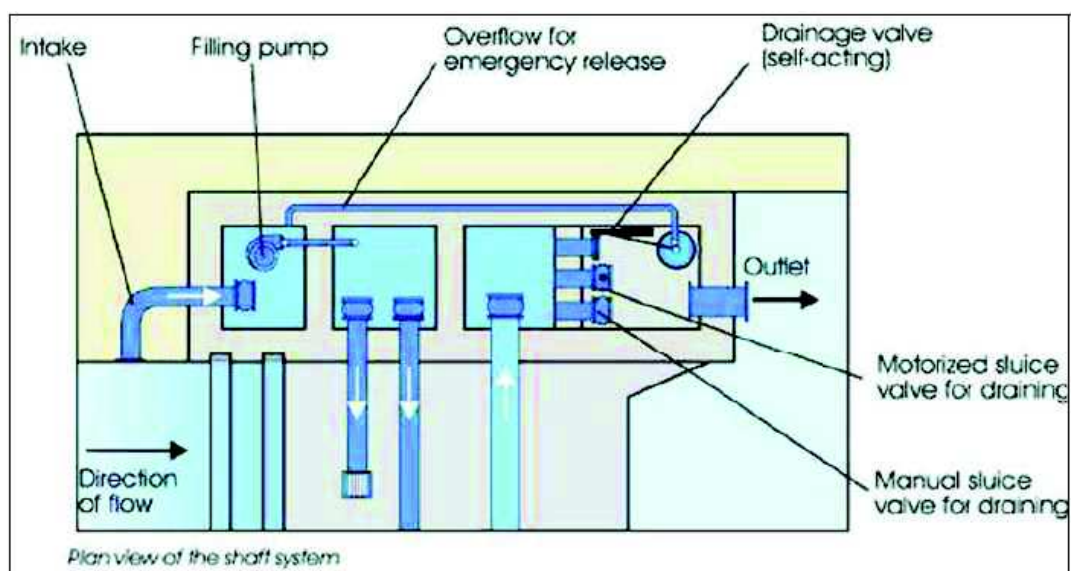 Intake
Filling pump
Overflow for
emergency release
Drainage valve
(self-acting)
Outlet
Motorized sluice
valve for draining
Direction
of flow
Manual sluice
valve for draining
Plan view of the shaft system